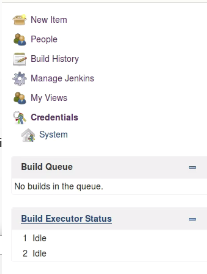 New Item
People
Build History
Manage Jenkins
My Views
Credentials
System
Build Queue
No builds in the queue.
Build Executor Status
1 Idle
2 Idle